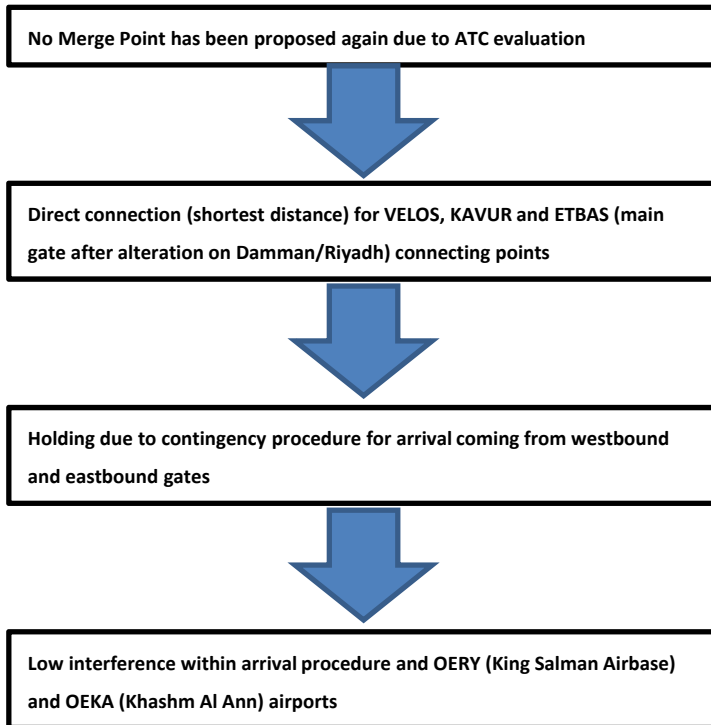 No Merge Point has been proposed again due to ATC evaluation
Direct connection (shortest distance) for VELOS, KAVUR and ETBAS (main
gate after alteration on Damman/Riyadh) connecting points
Holding due to contingency procedure for arrival coming from westbound
and eastbound gates
Low interference within arrival procedure and OERY (King Salman Airbase)
and OEKA (Khashm Al Ann) airports